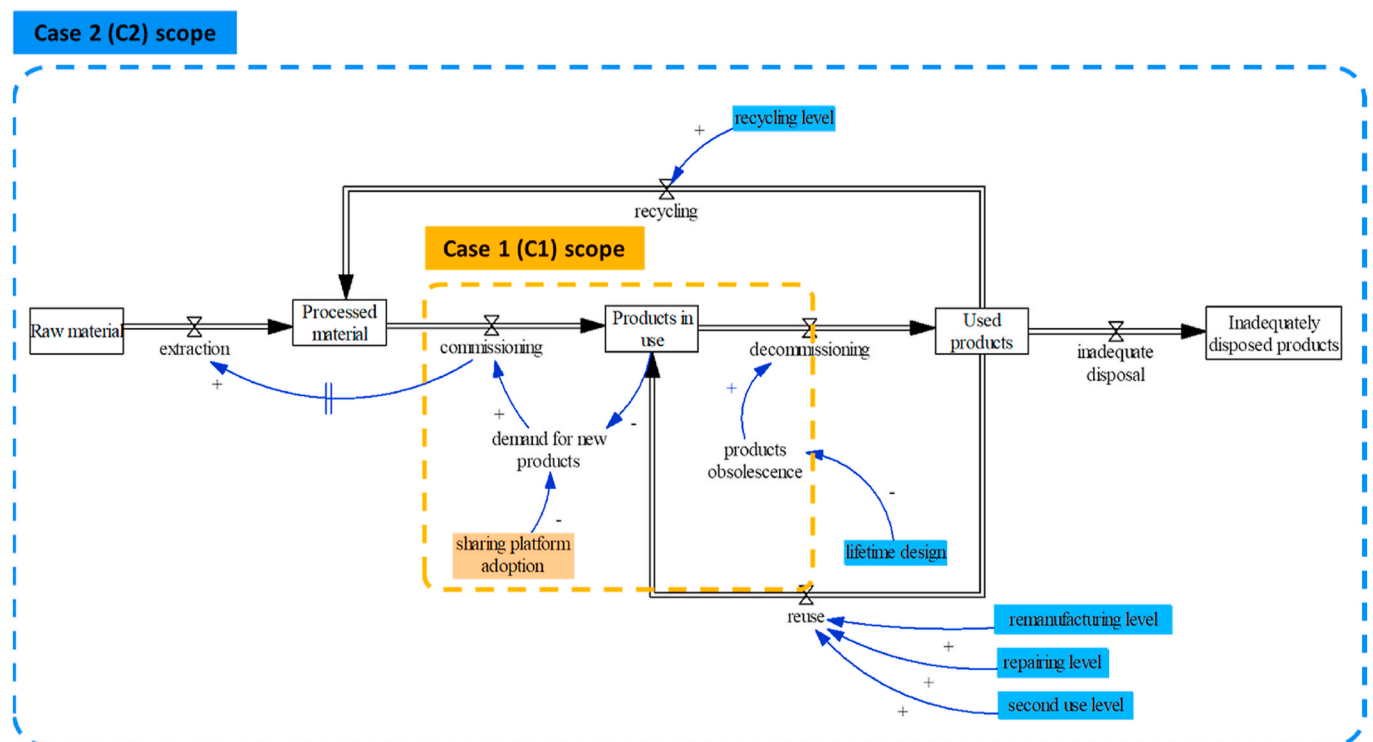 Case 2 (C2) scope
recycling level
+
recycling
Case 1 (C1) scope
Raw material
extraction
Processed
material
commissioning
Products in
use
decommissioning
Used
products
inadequate
disposal
Inadequately
disposed products
+
+
-
+
demand for new
products
products
obsolescence
-
-
sharing platform
adoption
lifetime design
reuse
remanufacturing level
+
repairing level
+
second use level
+